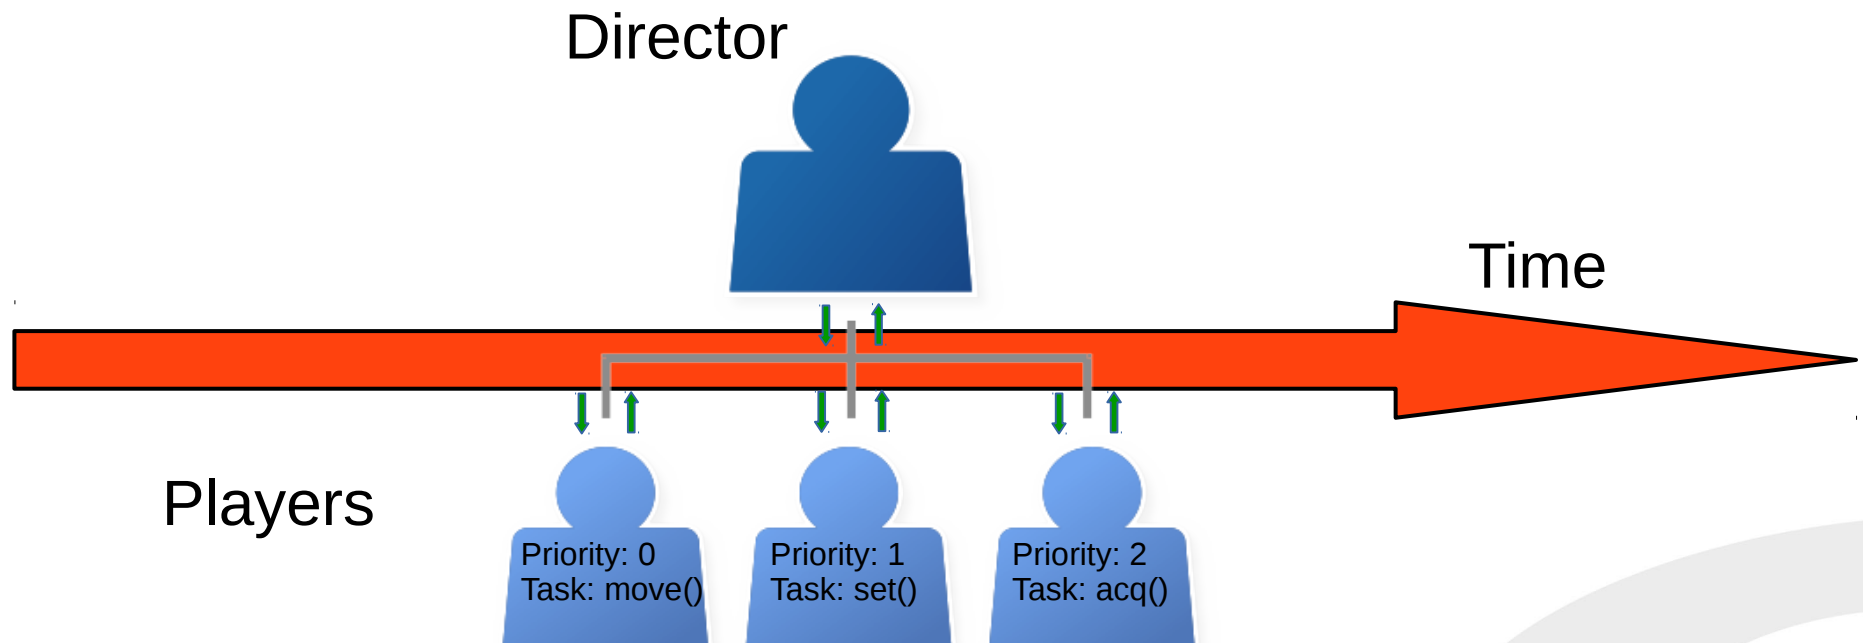 Director
Time
Players
Priority: 0
Task: move()
Priority: 1
Task: set()
Priority: 2
Task: acq()